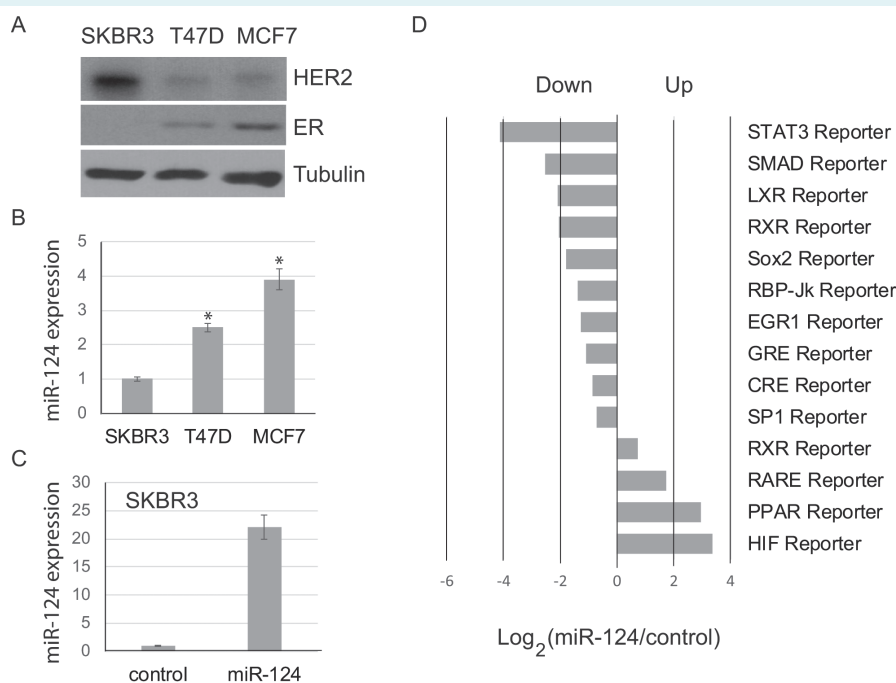 A
SKBR3 T47D MCF7
HER2
ER
Tubulin
B
miR-124 expression
5
4
3
2
1
0
*
*
SKBR3 T47D MCF7
C
miR-124 expression
30
25
20
15
10
5
0
SKBR3
control miR-124
D
Down Up
STAT3 Reporter
SMAD Reporter
LXR Reporter
RXR Reporter
Sox2 Reporter
RBP-Jk Reporter
EGR1 Reporter
GRE Reporter
CRE Reporter
SP1 Reporter
RXR Reporter
RARE Reporter
PPAR Reporter
HIF Reporter
-6 -4 -2 0 2 4
Log2(miR-124/control)